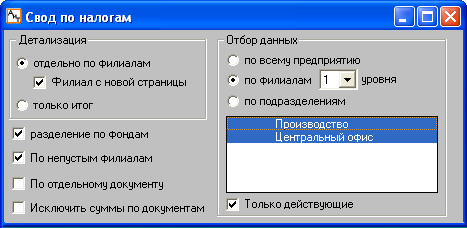 Свод по налогам
Детализация
отдельно по филиалам
Филиал с новой страницы
только итог
разделение по фондам
По непустым филиалам
По отдельному документу
Исключить суммы по документам
Отбор данных
по всему предприятию
по филиалам 1 уровня
по подразделениям
Производство
Центральный офис
Только действующие